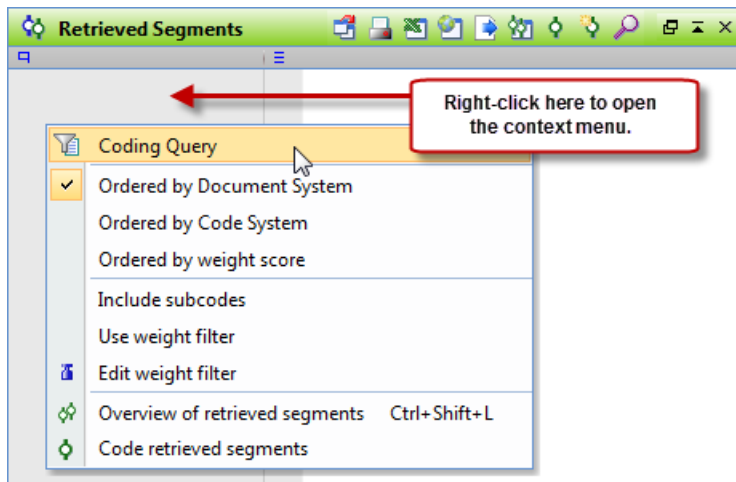 Retrieved Segments
Right-click here to open
the context menu.
Coding Query
Ordered by Document System
Ordered by Code System
Ordered by weight score
Include subcodes
Use weight filter
Edit weight filter
Overview of retrieved segments Ctrl+Shift+L
Code retrieved segments